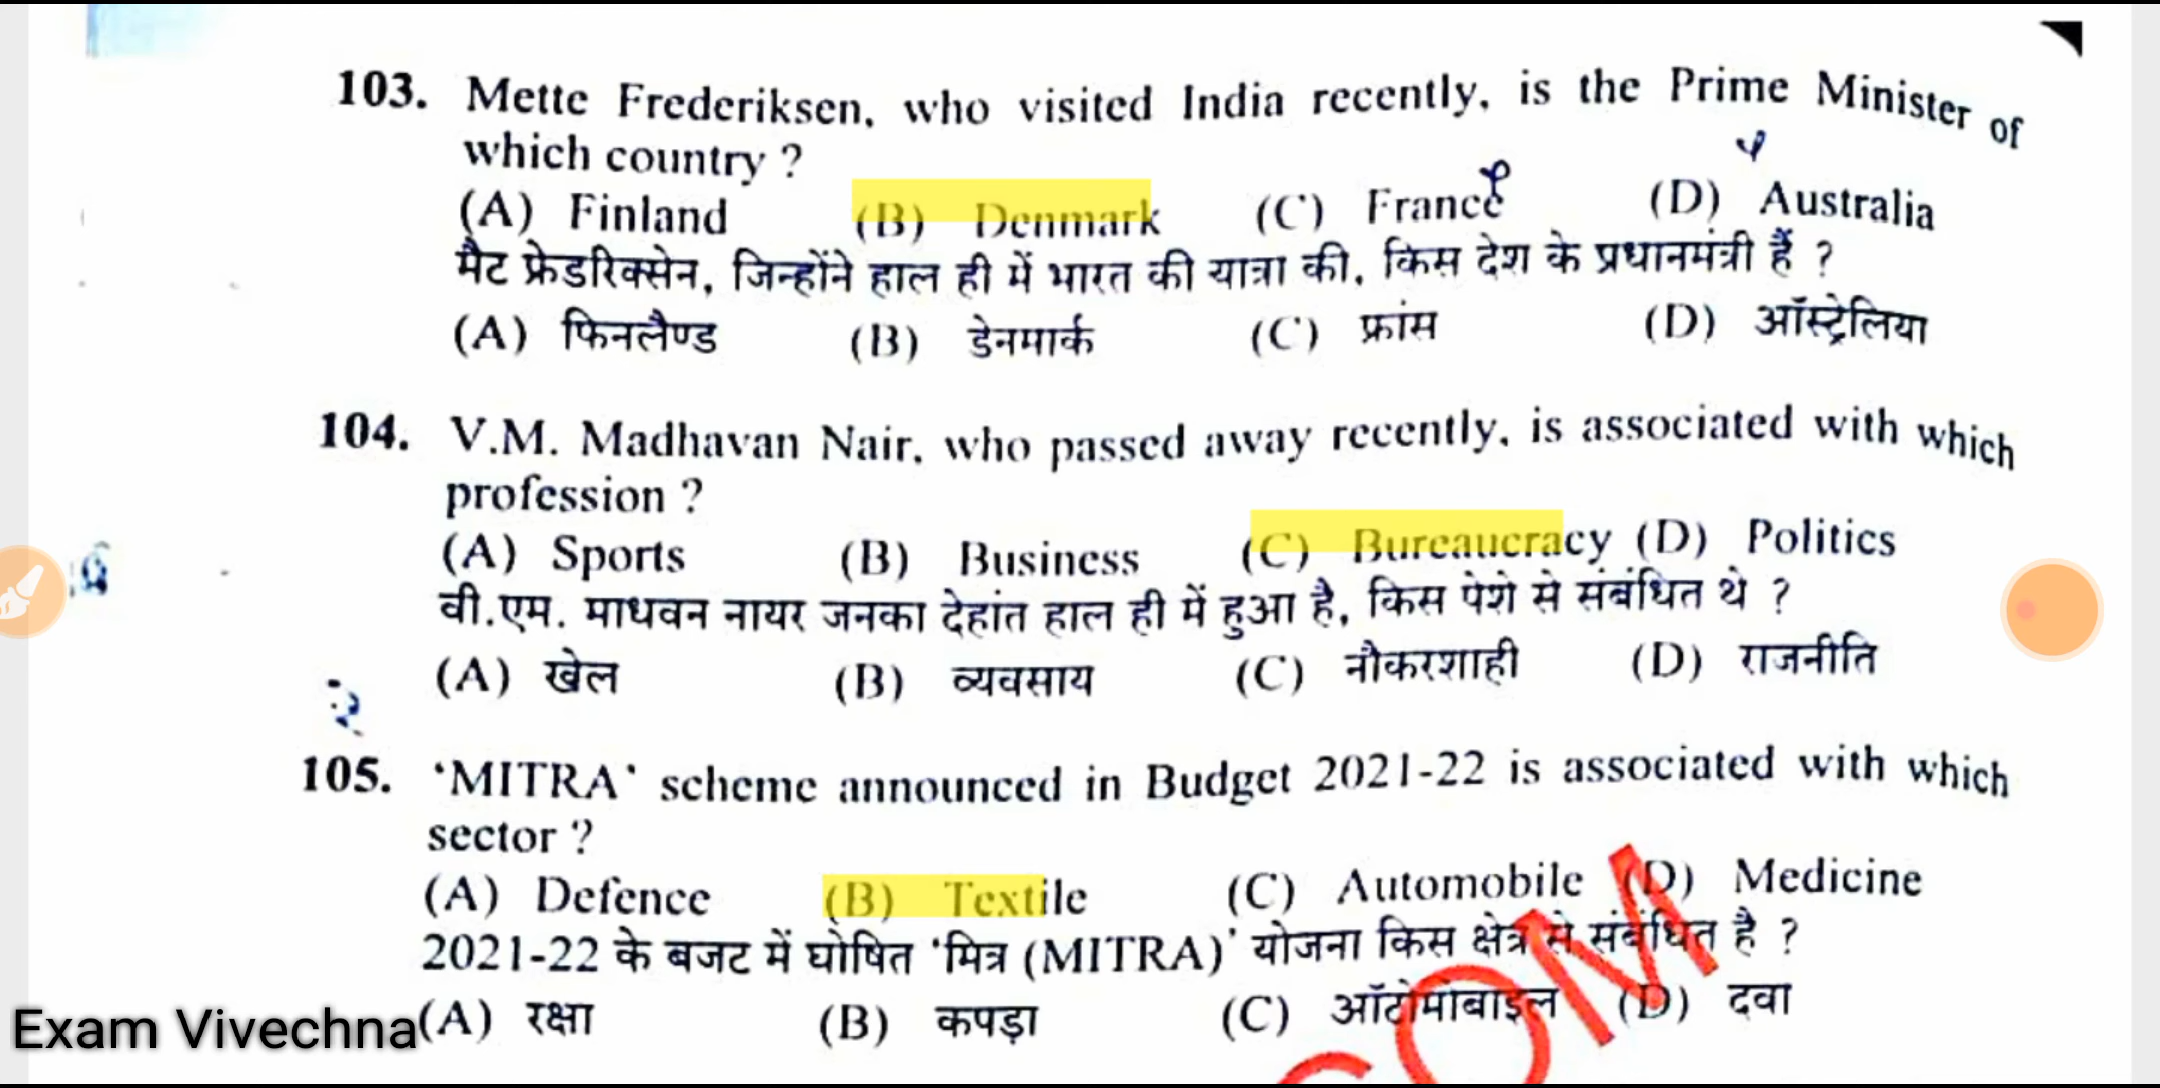 103. Mette Frederiksen, who visited India recently, is the Prime Minister of
which country ?
(A) Finland (B) Denmark (C) France (D) Australia
मैट फ्रेडरिक्सेन, जिन्होंने हाल ही में भारत की यात्रा की, किस देश के प्रधानमंत्री हैं ?
(A) फिनलैण्ड (B) डेनमार्क (C) फ्रांस (D) ऑस्ट्रेलिया
104. V.M. Madhavan Nair, who passed away recently, is associated with which
profession ?
(A) Sports (B) Business (C) Bureaucracy (D) Politics
वी.एम. माधवन नायर जिनका देहांत हाल ही में हुआ है, किस पेशे से संबंधित थे ?
(A) खेल (B) व्यवसाय (C) नौकरशाही (D) राजनीति
105. 'MITRA' scheme announced in Budget 2021-22 is associated with which
sector ?
(A) Defence (B) Textile (C) Automobile (D) Medicine
2021-22 के बजट में घोषित 'मित्र (MITRA)' योजना किस क्षेत्र से संबंधित है ?
(A) रक्षा (B) कपड़ा (C) ऑटोमोबाइल (D) दवा
Exam Vivechna